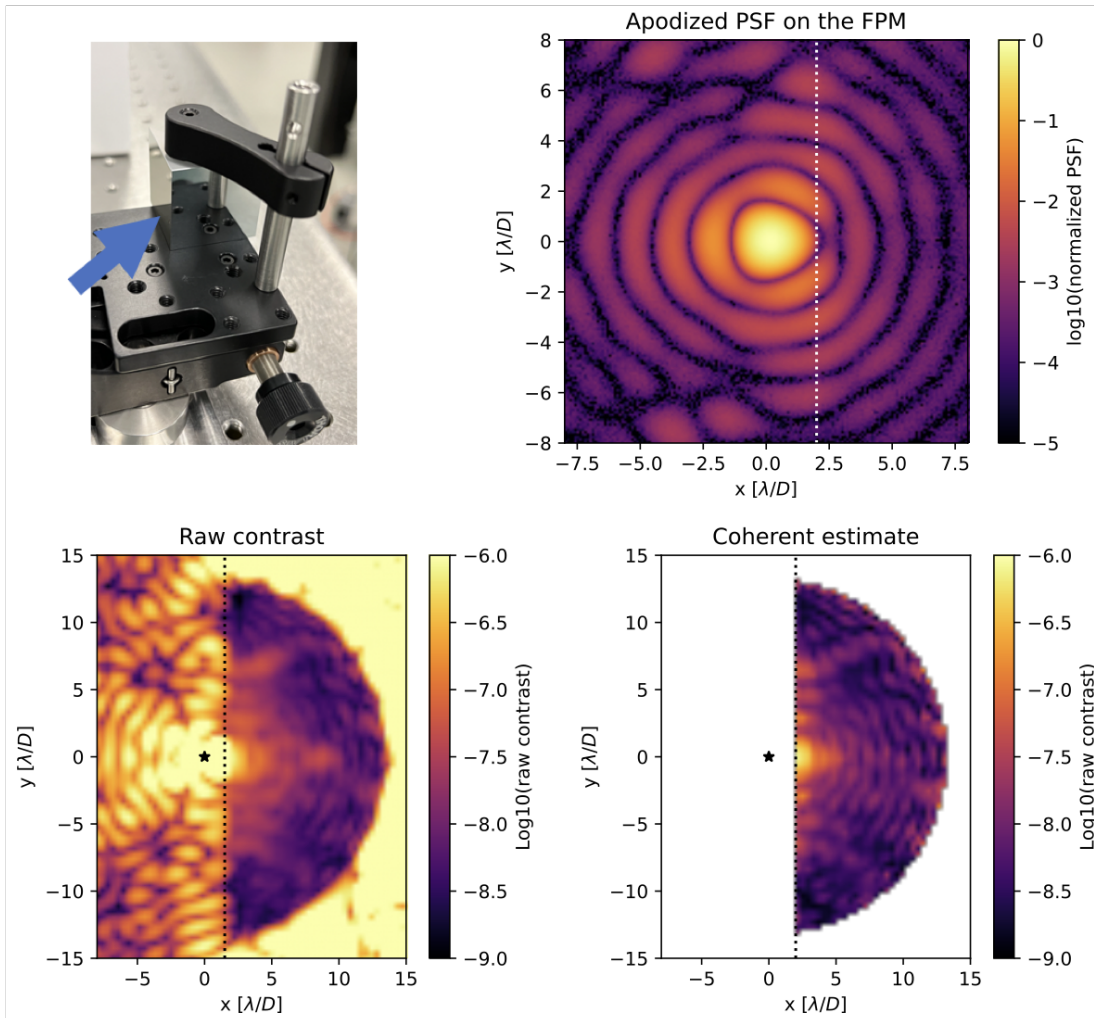 Apodized PSF on the FPM
8
6
4
2
0
−2
−4
−6
−8
y [λ/D]
−7.5 −5.0 −2.5 0.0 2.5 5.0 7.5
x [λ/D]
0
−1
−2
−3
−4
−5
log10(normalized PSF)
Raw contrast
15
10
5
0
−5
−10
−15
y [λ/D]
−5 0 5 10 15
x [λ/D]
−6.0
−6.5
−7.0
−7.5
−8.0
−8.5
−9.0
Log10(raw contrast)
Coherent estimate
15
10
5
0
−5
−10
−15
y [λ/D]
−5 0 5 10 15
x [λ/D]
−6.0
−6.5
−7.0
−7.5
−8.0
−8.5
−9.0
Log10(raw contrast)